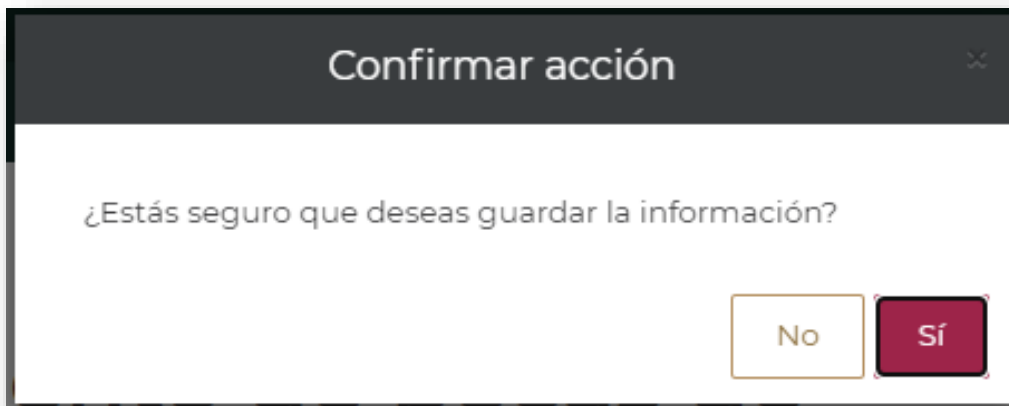 Confirmar acción
¿Estás seguro que deseas guardar la información?
No
Sí